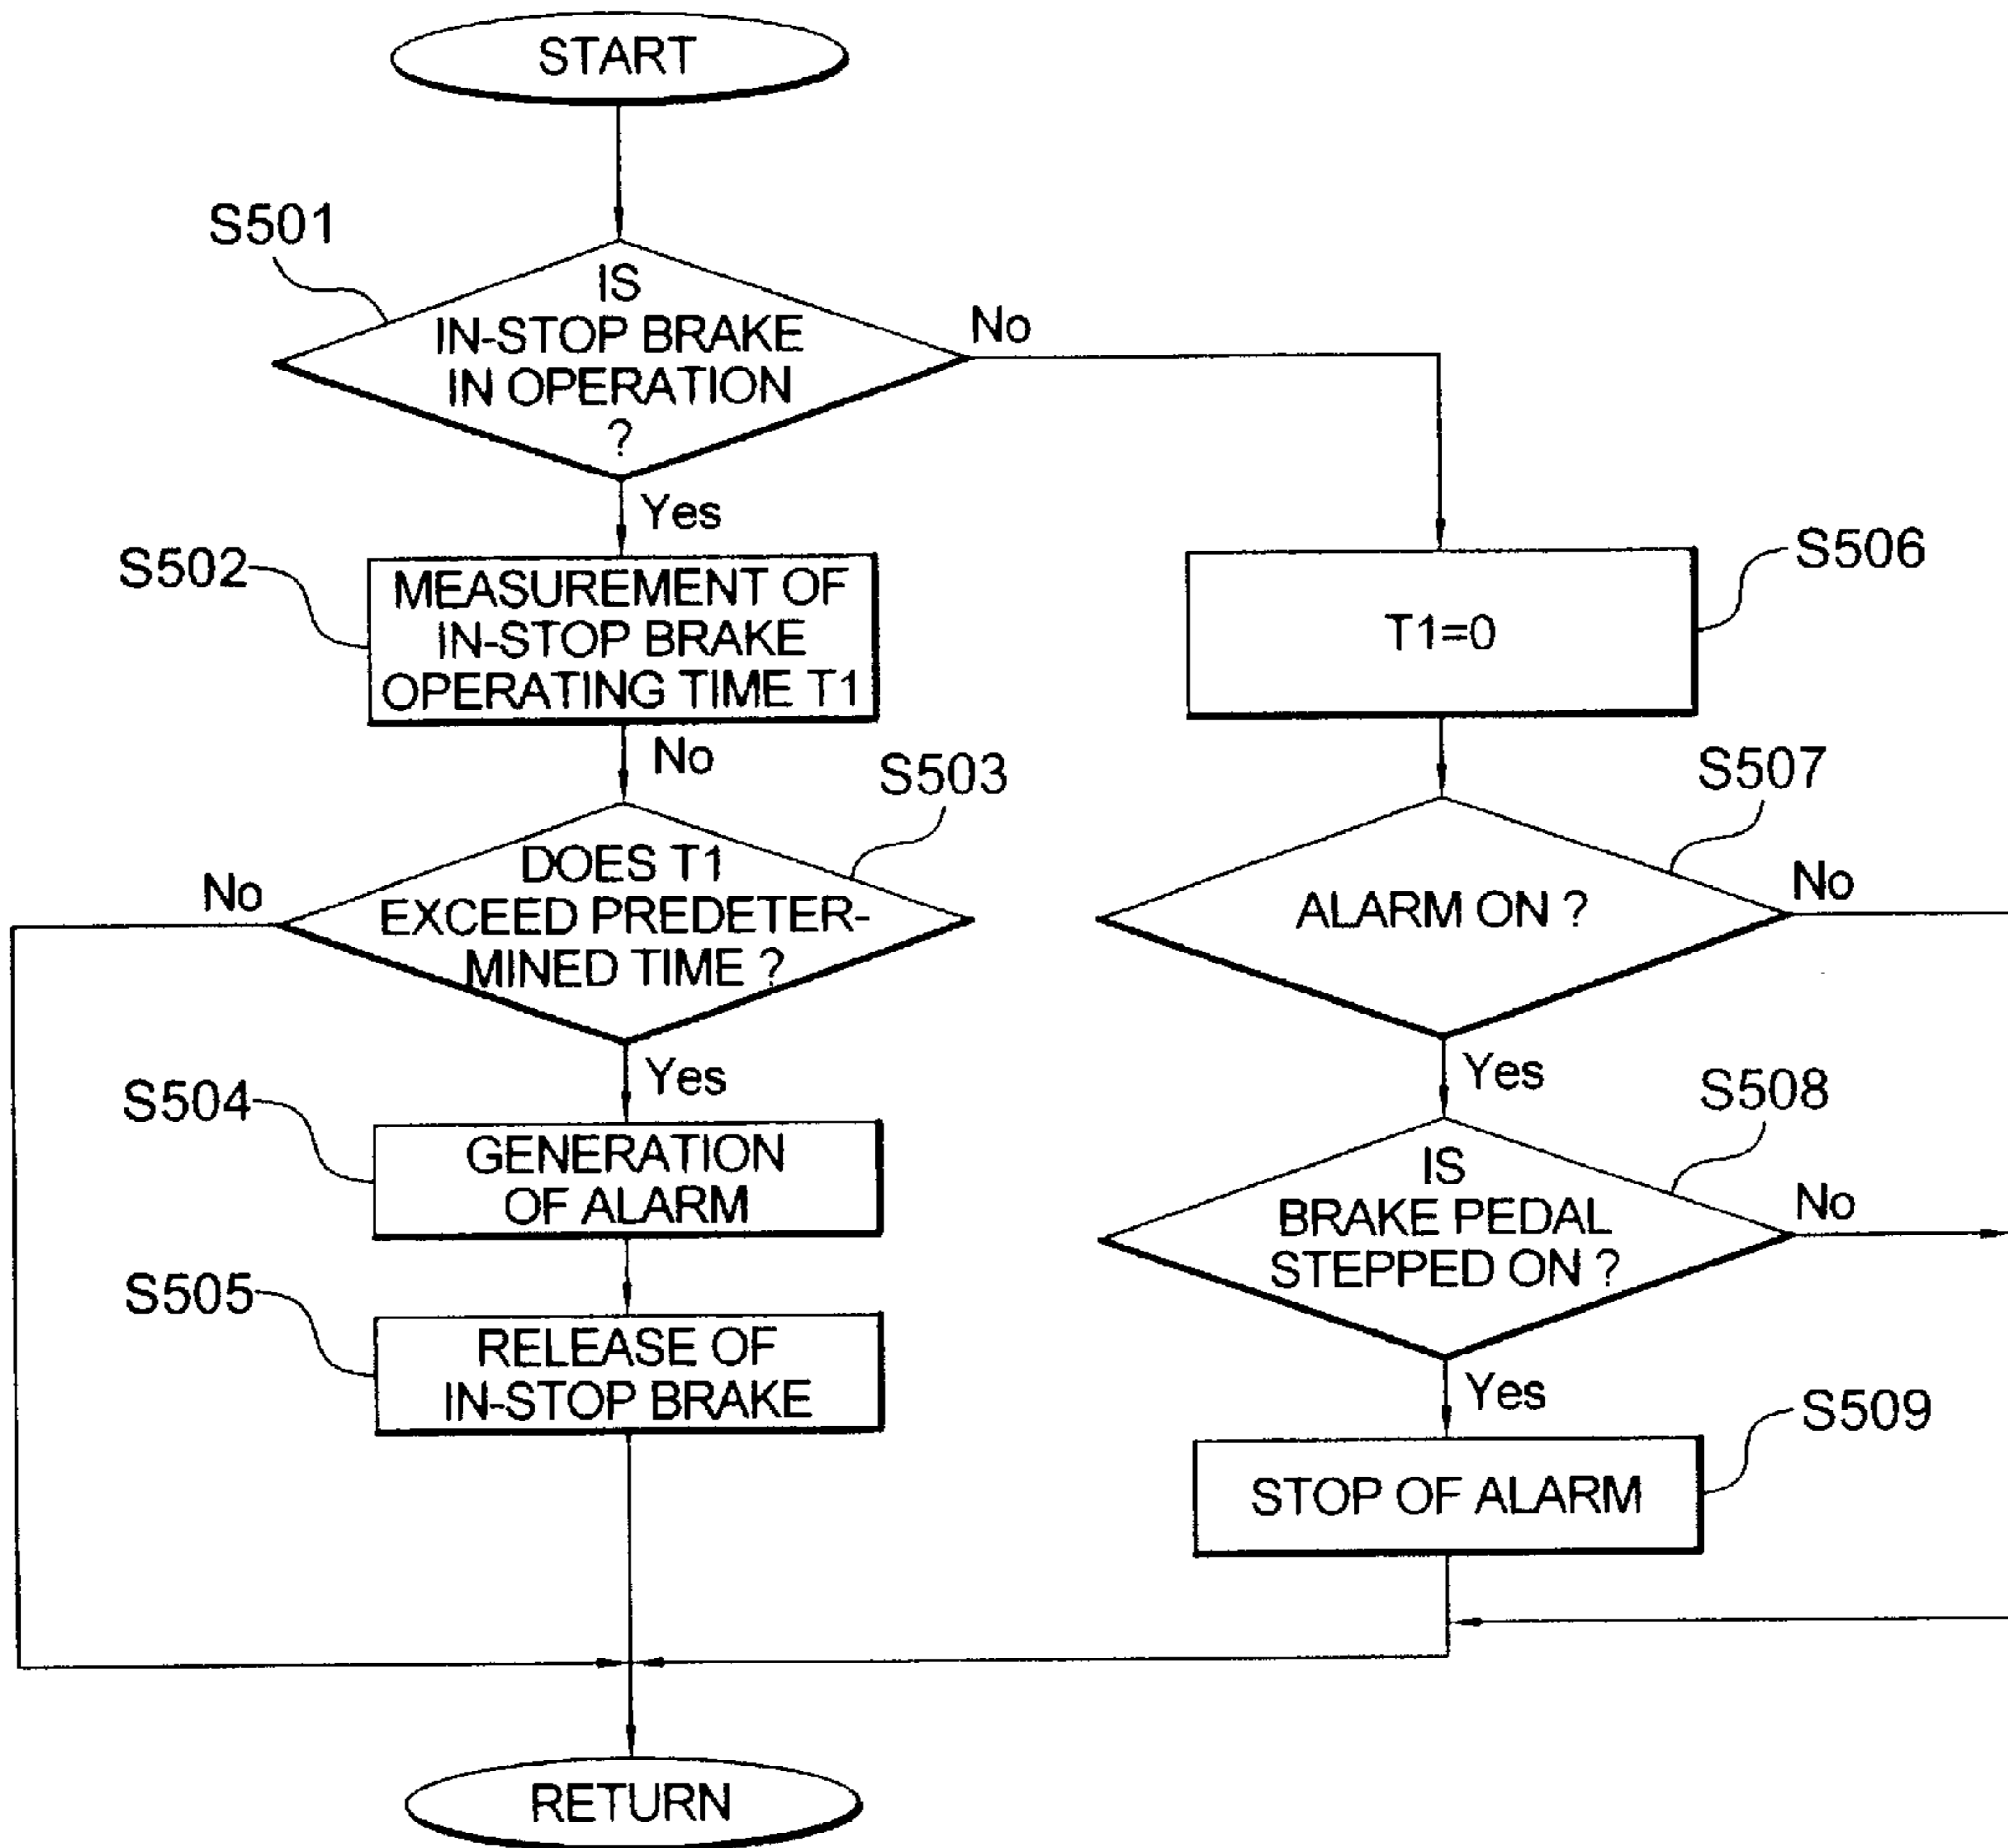 START
S501
IS
IN-STOP BRAKE
IN OPERATION
?
No
Yes
S502
MEASUREMENT OF
IN-STOP BRAKE
OPERATING TIME T1
No
S503
DOES T1
EXCEED PREDETER-
MINED TIME ?
No
Yes
S504
GENERATION
OF ALARM
S505
RELEASE OF
IN-STOP BRAKE
S506
T1=0
S507
ALARM ON ?
No
Yes
S508
IS
BRAKE PEDAL
STEPPED ON ?
No
Yes
S509
STOP OF ALARM
RETURN